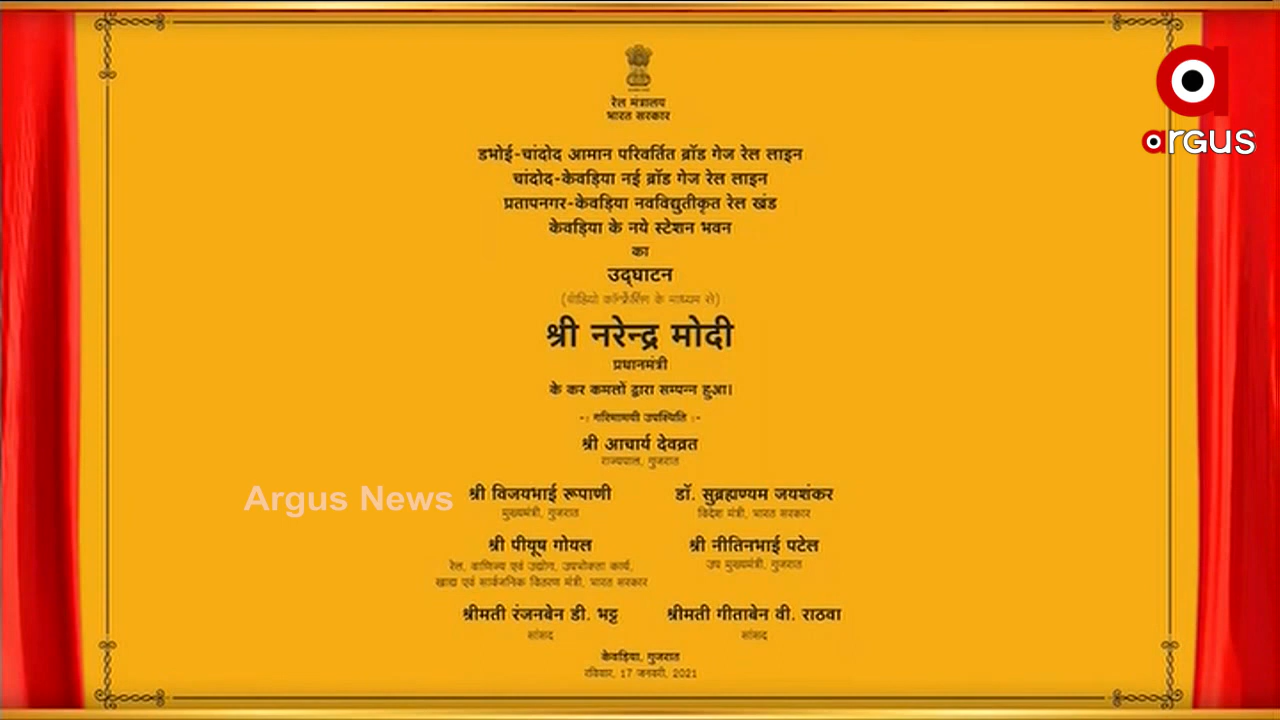 रेल मंत्रालय
भारत सरकार
argus
डभोई-चांदोद आमान परिवर्तित ब्रॉड गेज रेल लाइन
चांदोद-केवड़िया नई ब्रॉड गेज रेल लाइन
प्रतापनगर-केवड़िया नवविद्युतीकृत रेल खंड
केवड़िया के नये स्टेशन भवन
का
उद्घाटन
(वीडियो कॉन्फ्रेंसिंग के माध्यम से)
श्री नरेन्द्र मोदी
प्रधानमंत्री
के कर कमलों द्वारा सम्पन्न हुआ।
-: गरिमामयी उपस्थिति :-
श्री आचार्य देवव्रत
राज्यपाल, गुजरात
Argus News
श्री विजयभाई रूपाणी डॉ. सुब्रह्मण्यम जयशंकर
मुख्यमंत्री, गुजरात विदेश मंत्री, भारत सरकार
श्री पीयूष गोयल श्री नीतिनभाई पटेल
रेल, वाणिज्य एवं उद्योग, उपभोक्ता कार्य, उप मुख्यमंत्री, गुजरात
खाद्य एवं सार्वजनिक वितरण मंत्री, भारत सरकार
श्रीमती रंजनबेन डी. भट्ट श्रीमती गीताबेन वी. राठवा
सांसद सांसद
केवड़िया, गुजरात
रविवार, 17 जनवरी, 2021